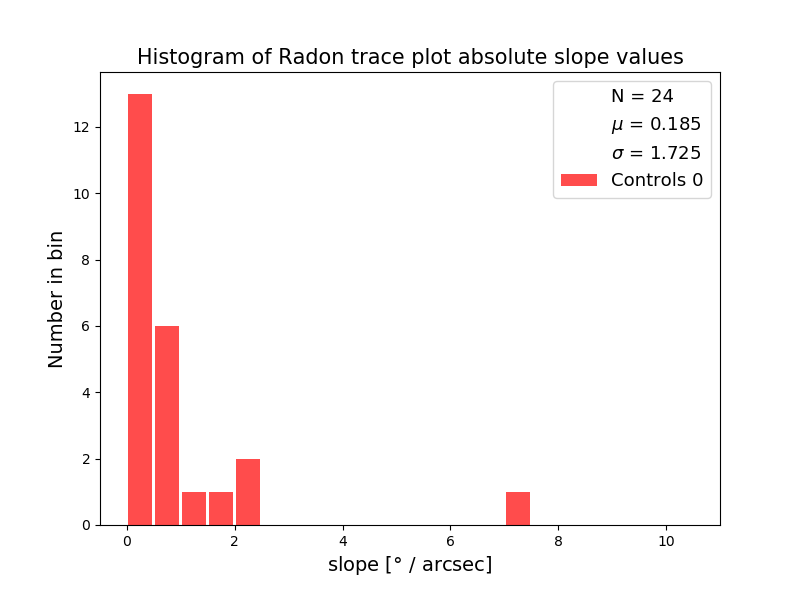 Histogram of Radon trace plot absolute slope values
N = 24
μ = 0.185
σ = 1.725
Controls 0
Number in bin
12
10
8
6
4
2
0
0 2 4 6 8 10
slope [° / arcsec]